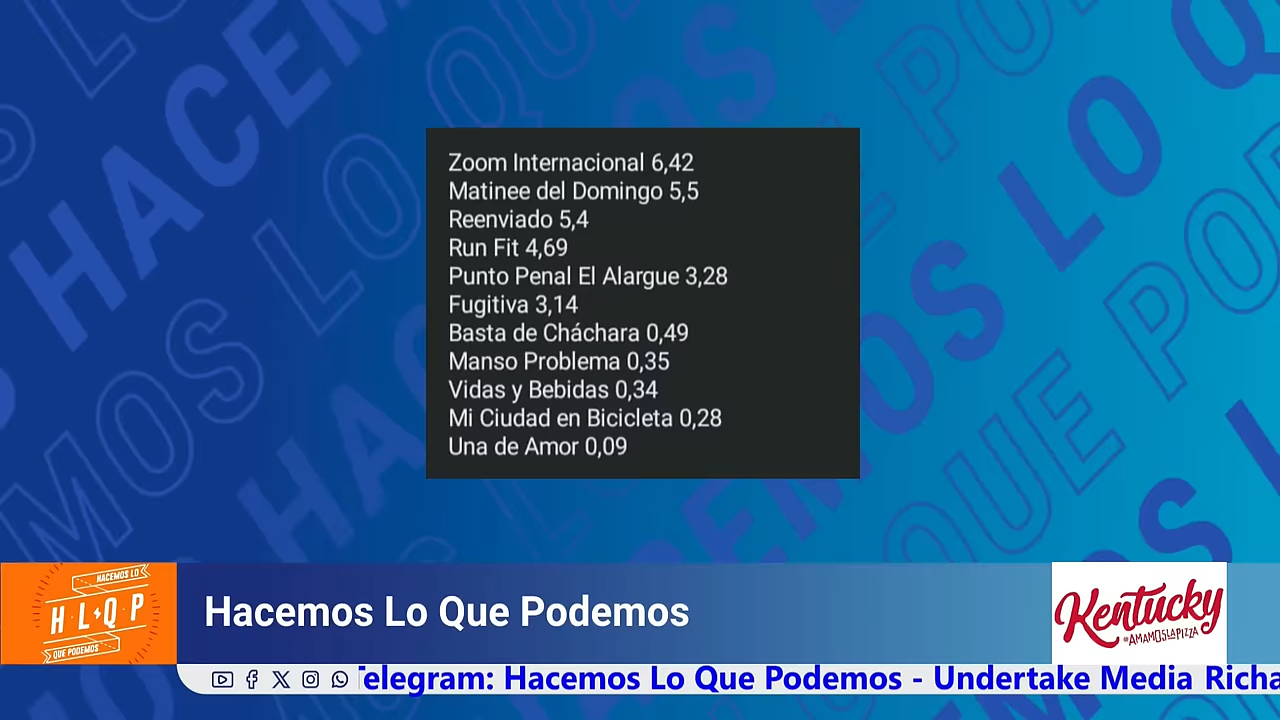 Zoom Internacional 6,42
Matinee del Domingo 5,5
Reenviado 5,4
Run Fit 4,69
Punto Penal El Alargue 3,28
Fugitiva 3,14
Basta de Cháchara 0,49
Manso Problema 0,35
Vidas y Bebidas 0,34
Mi Ciudad en Bicicleta 0,28
Una de Amor 0,09
HACEMOS LO
H L Q P
QUE PODEMOS
Hacemos Lo Que Podemos
Kentucky
#AMAMOSLAPIZZA
Telegram: Hacemos Lo Que Podemos - Undertake Media Richa